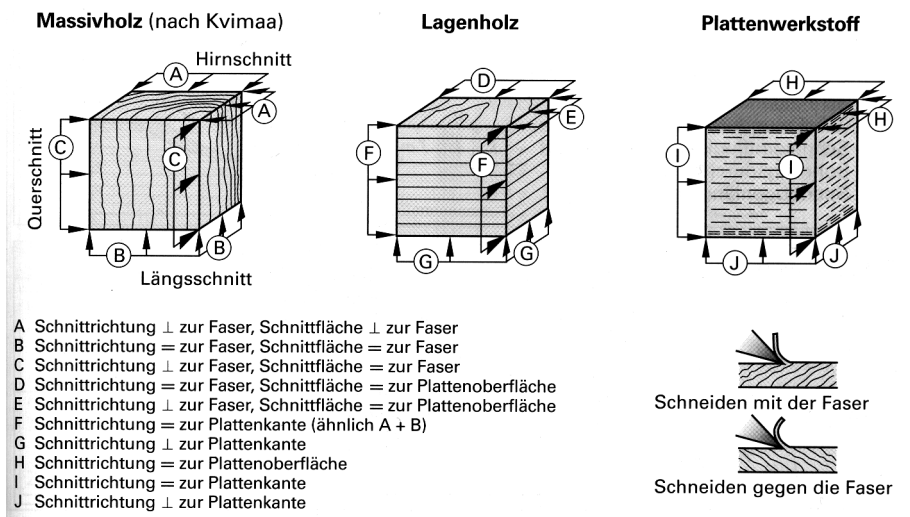 Massivholz (nach Kvimaa)
Lagenholz
Plattenwerkstoff
Hirnschnitt
A
A
C
C
B
B
Querschnitt
Längsschnitt
D
E
F
F
G
G
H
H
I
I
J
J
A Schnittrichtung ⊥ zur Faser, Schnittfläche ⊥ zur Faser
B Schnittrichtung = zur Faser, Schnittfläche = zur Faser
C Schnittrichtung ⊥ zur Faser, Schnittfläche = zur Faser
D Schnittrichtung = zur Faser, Schnittfläche = zur Plattenoberfläche
E Schnittrichtung ⊥ zur Faser, Schnittfläche = zur Plattenoberfläche
F Schnittrichtung = zur Plattenkante (ähnlich A + B)
G Schnittrichtung ⊥ zur Plattenkante
H Schnittrichtung = zur Plattenoberfläche
I Schnittrichtung = zur Plattenkante
J Schnittrichtung ⊥ zur Plattenkante
Schneiden mit der Faser
Schneiden gegen die Faser